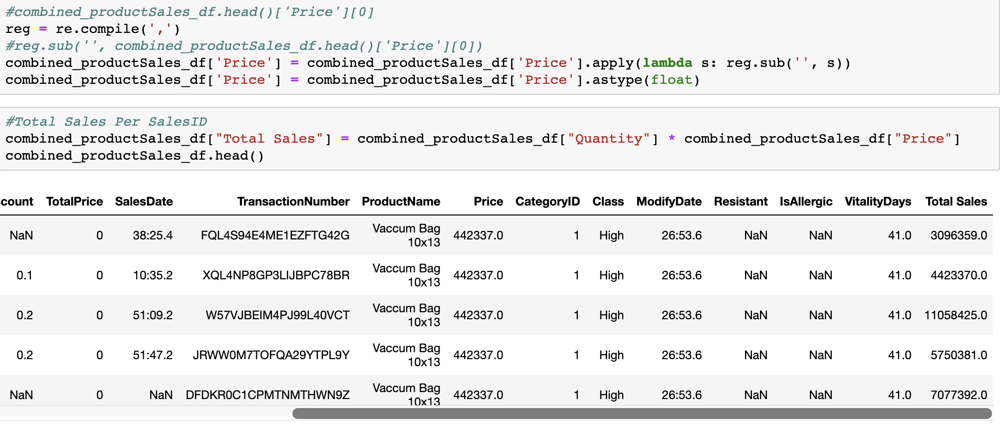 #combined_productSales_df.head()['Price'][0]
reg = re.compile(',')
#reg.sub('', combined_productSales_df.head()['Price'][0])
combined_productSales_df['Price'] = combined_productSales_df['Price'].apply(lambda s: reg.sub('', s))
combined_productSales_df['Price'] = combined_productSales_df['Price'].astype(float)
#Total Sales Per SalesID
combined_productSales_df["Total Sales"] = combined_productSales_df["Quantity"] * combined_productSales_df["Price"]
combined_productSales_df.head()
count TotalPrice SalesDate TransactionNumber ProductName Price CategoryID Class ModifyDate Resistant IsAllergic VitalityDays Total Sales
NaN 0 38:25.4 FQL4S94E4ME1EZFTG42G Vaccum Bag 442337.0 1 High 26:53.6 NaN NaN 41.0 3096359.0
10x13
0.1 0 10:35.2 XQL4NP8GP3LIJBPC78BR Vaccum Bag 442337.0 1 High 26:53.6 NaN NaN 41.0 4423370.0
10x13
0.2 0 51:09.2 W57VJBEIM4PJ99L40VCT Vaccum Bag 442337.0 1 High 26:53.6 NaN NaN 41.0 11058425.0
10x13
0.2 0 51:47.2 JRWW0M7TOFQA29YTPL9Y Vaccum Bag 442337.0 1 High 26:53.6 NaN NaN 41.0 5750381.0
10x13
NaN 0 NaN DFDKR0C1CPMTNMTHWN9Z Vaccum Bag 442337.0 1 High 26:53.6 NaN NaN 41.0 7077392.0
10x13